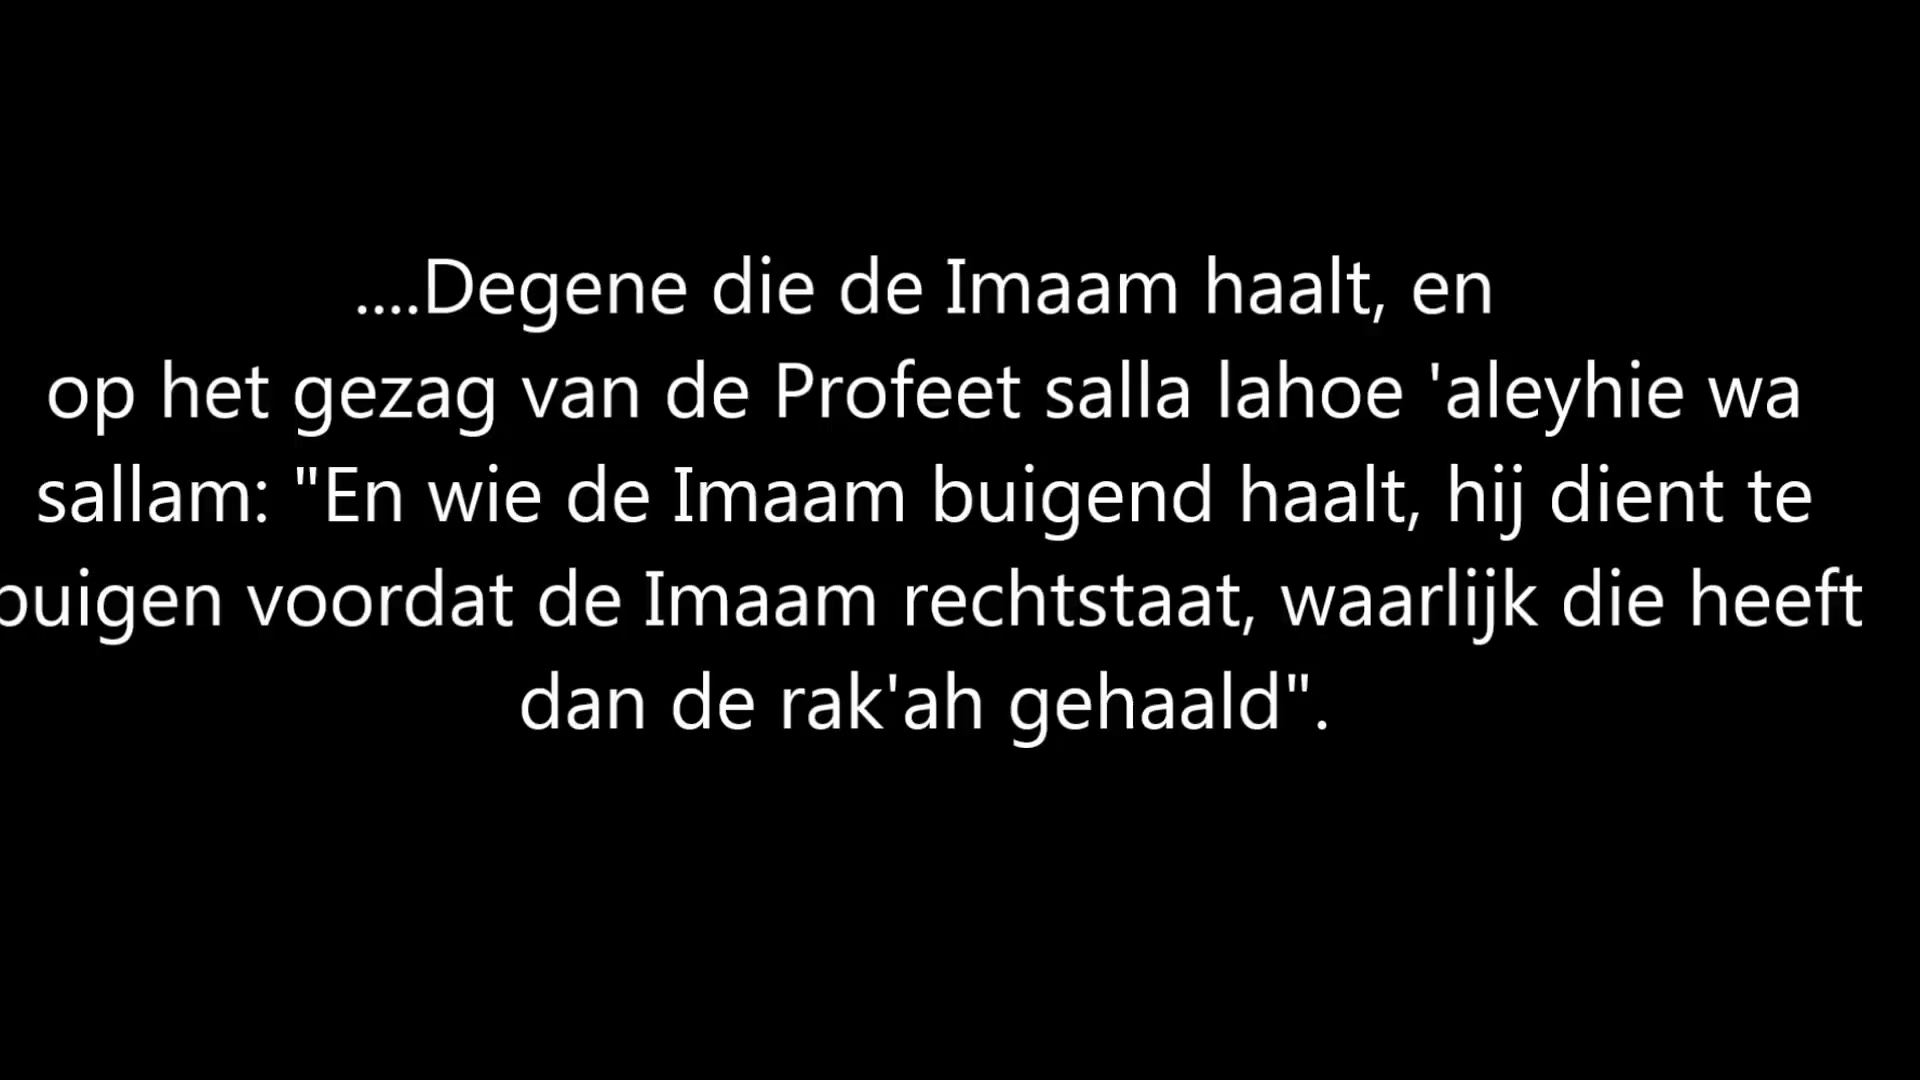 ....Degene die de Imaam haalt, en
op het gezag van de Profeet salla lahoe 'aleyhie wa
sallam: "En wie de Imaam buigend haalt, hij dient te
buigen voordat de Imaam rechtstaat, waarlijk die heeft
dan de rak'ah gehaald".